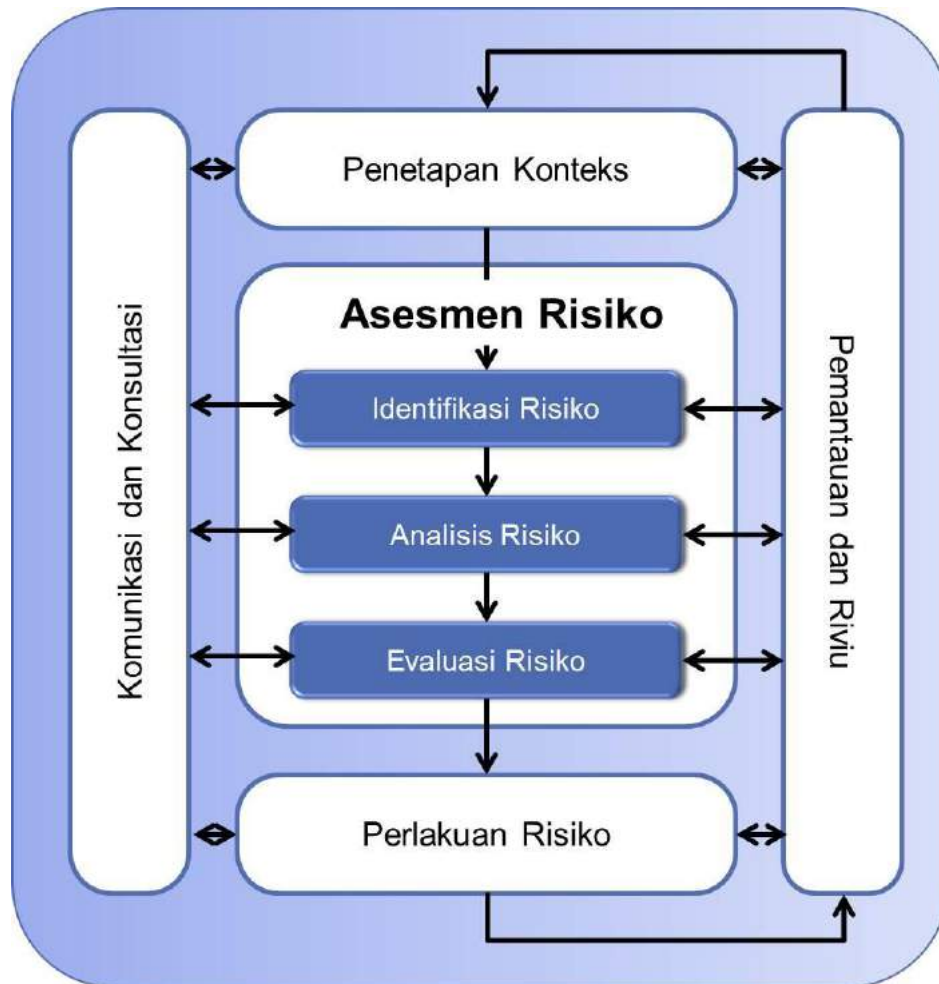 Penetapan Konteks
Komunikasi dan Konsultasi
Asesmen Risiko
Identifikasi Risiko
Analisis Risiko
Evaluasi Risiko
Pemantauan dan Riviu
Perlakuan Risiko